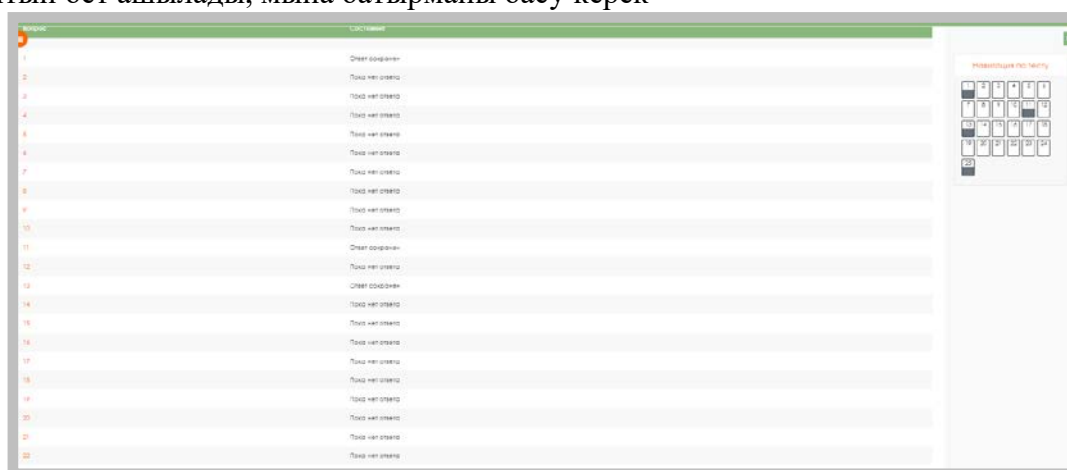 бет ашылады, мына батырманы басу керек
Вопрос Состояние
1 Ответ сохранен
2 Пока нет ответа
3 Пока нет ответа
4 Пока нет ответа
5 Пока нет ответа
6 Пока нет ответа
7 Пока нет ответа
8 Пока нет ответа
9 Пока нет ответа
10 Пока нет ответа
11 Ответ сохранен
12 Пока нет ответа
13 Ответ сохранен
14 Пока нет ответа
15 Пока нет ответа
16 Пока нет ответа
17 Пока нет ответа
18 Пока нет ответа
19 Пока нет ответа
20 Пока нет ответа
21 Пока нет ответа
22 Пока нет ответа
Навигация по тесту
1 2 3 4 5 6
7 8 9 10 11 12
13 14 15 16 17 18
19 20 21 22 23 24
25